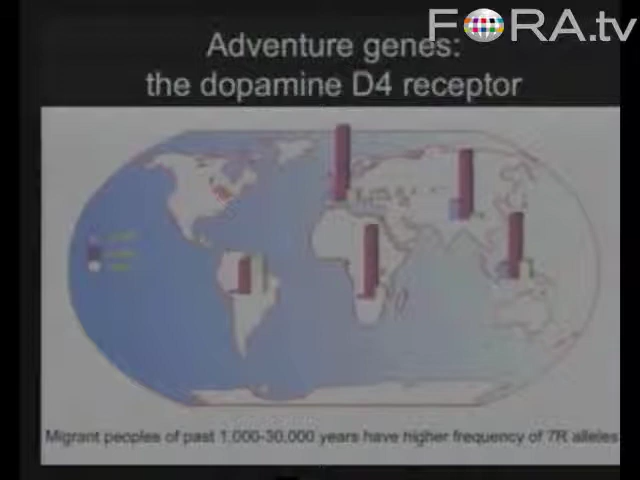 FORA.tv
Adventure genes:
the dopamine D4 receptor
Migrant peoples of past 1,000-30,000 years have higher frequency of 7R alleles